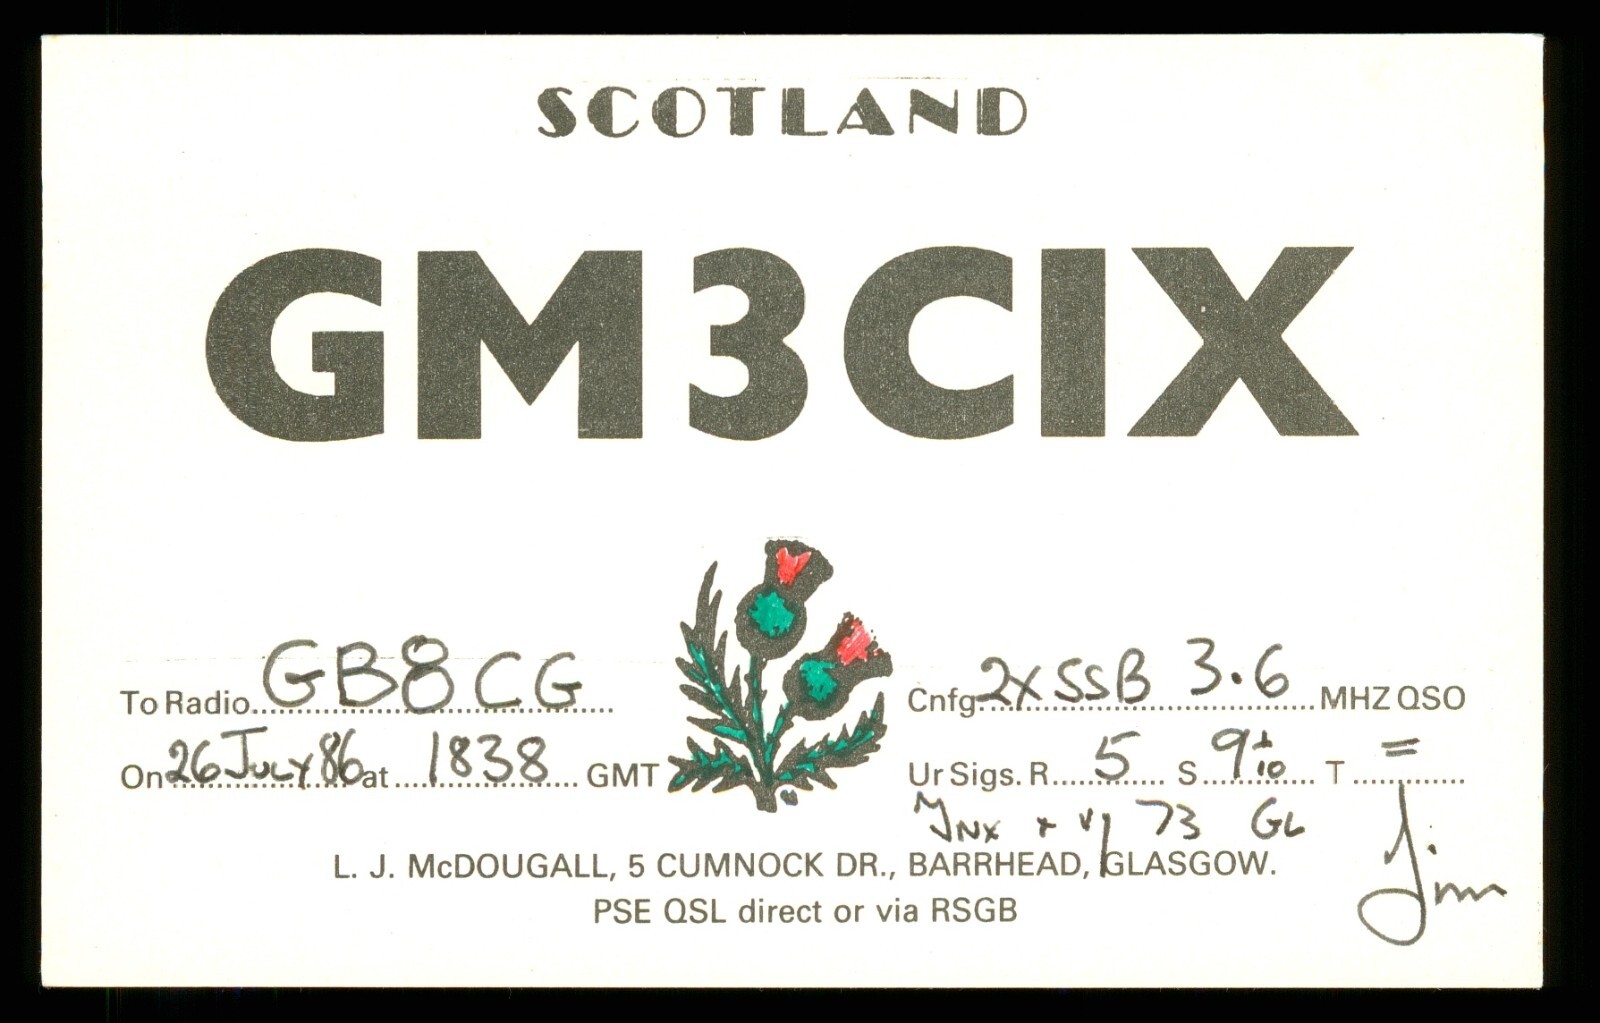 SCOTLAND
GM3CIX
To Radio GB8CG
Cnfg. 2X SSB 3.6 MHZ QSO
On 26 July 86 at 1838 GMT
Ur Sigs. R 5 S 9+10 T =
TNX + 73 GL
L. J. McDOUGALL, 5 CUMNOCK DR., BARRHEAD, GLASGOW.
Jim
PSE QSL direct or via RSGB